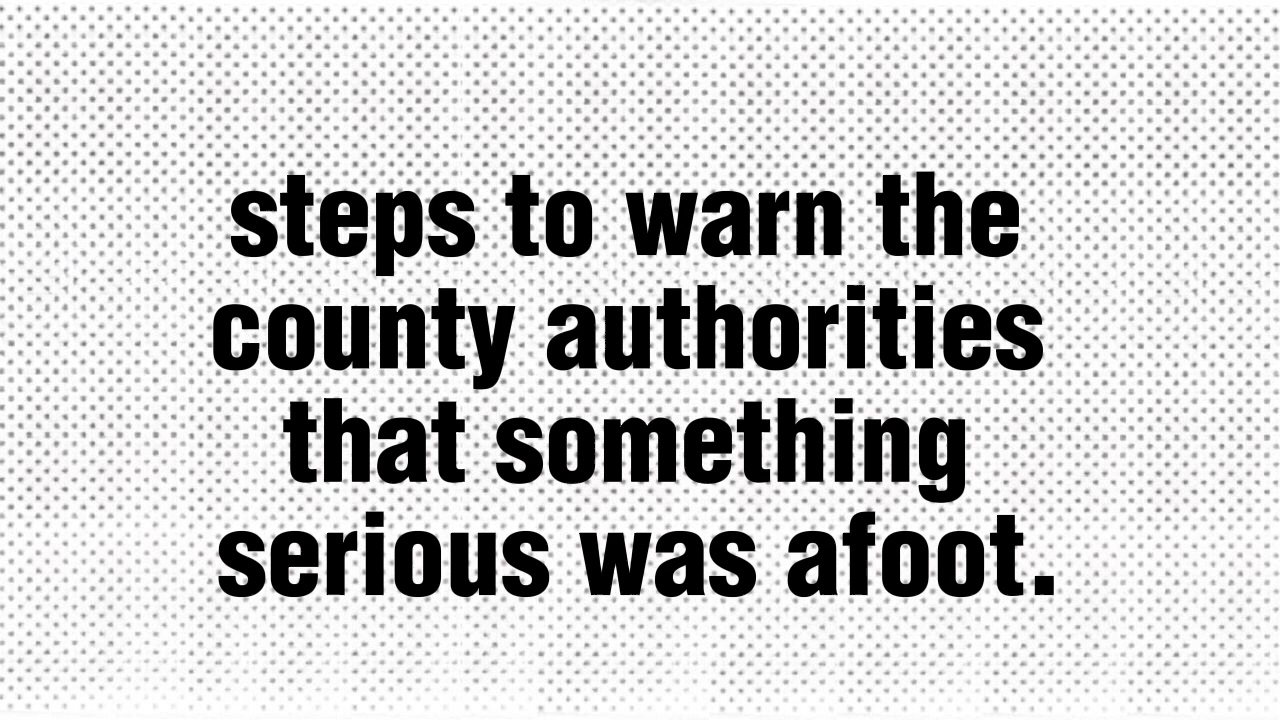 steps to warn the
county authorities
that something
serious was afoot.